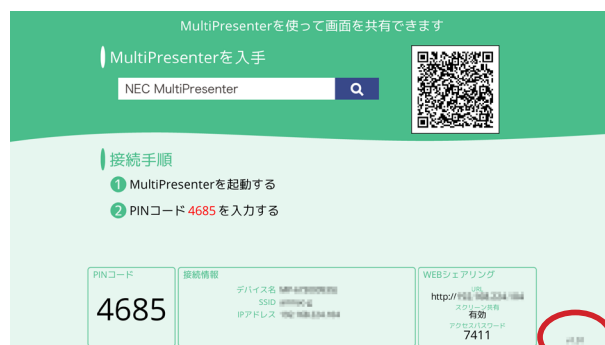 MultiPresenterを使って画面を共有できます
MultiPresenterを入手
NEC MultiPresenter
接続手順
1 MultiPresenterを起動する
2 PINコード 4685 を入力する
PINコード
4685
接続情報
デバイス名
SSID
IPアドレス
WEBシェアリング
URL
http://
スクリーン共有
有効
アクセスパスワード
7411